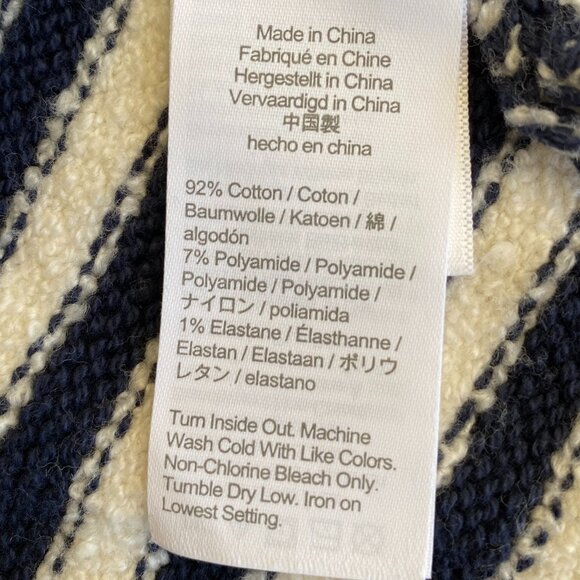 Made in China
Fabriqué en Chine
Hergestellt in China
Vervaardigd in China
中国製
hecho en china
92% Cotton / Coton /
Baumwolle / Katoen / 綿 /
algodón
7% Polyamide / Polyamide /
Polyamide / Polyamide /
ナイロン / poliamida
1% Elastane / Élasthanne /
Elastan / Elastaan / ポリウ
レタン / elastano
Turn Inside Out. Machine
Wash Cold With Like Colors.
Non-Chlorine Bleach Only.
Tumble Dry Low. Iron on
Lowest Setting.